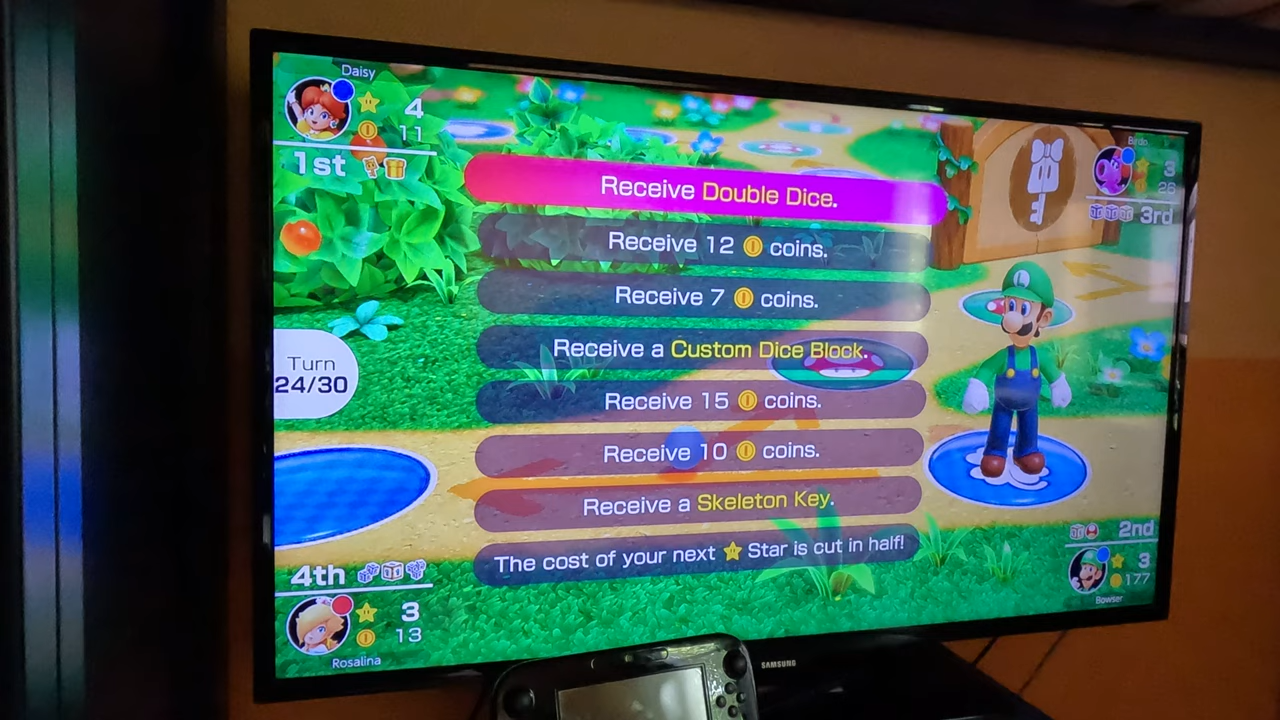 Daisy
4
11
1st
Birdo
3
26
3rd
Receive Double Dice.
Receive 12 coins.
Receive 7 coins.
Receive a Custom Dice Block.
Receive 15 coins.
Receive 10 coins.
Receive a Skeleton Key.
The cost of your next Star is cut in half!
Turn
24/30
4th
3
13
Rosalina
2nd
3
177
Bowser
SAMSUNG